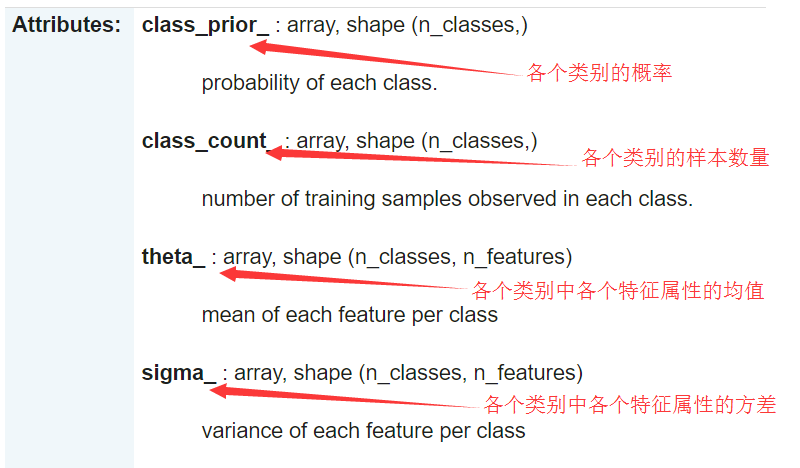 Attributes: class_prior_ : array, shape (n_classes,)
各个类别的概率
probability of each class.
class_count_ : array, shape (n_classes,)
各个类别的样本数量
number of training samples observed in each class.
theta_ : array, shape (n_classes, n_features)
各个类别中各个特征属性的均值
mean of each feature per class
sigma_ : array, shape (n_classes, n_features)
各个类别中各个特征属性的方差
variance of each feature per class